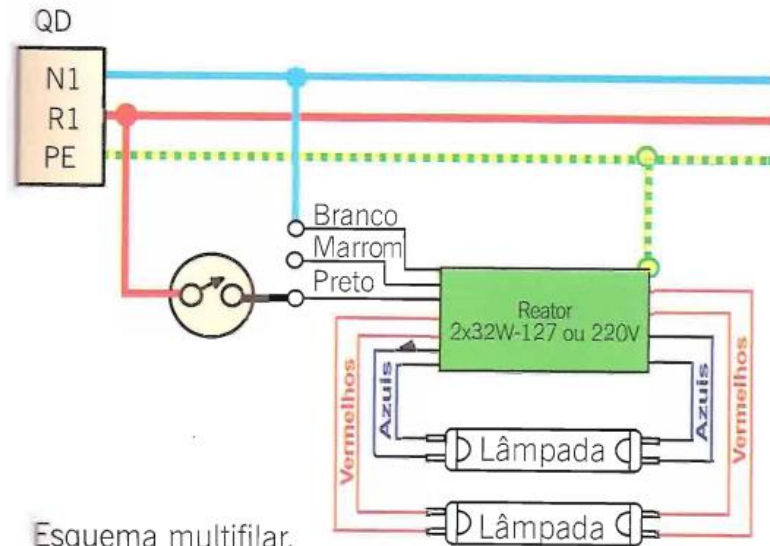 QD
N1
R1
PE
Branco
Marrom
Preto
Reator
2x32W-127 ou 220V
Vermelhos
Azuis
Azuis
Vermelhos
Lâmpada
Lâmpada
Esquema multifilar.